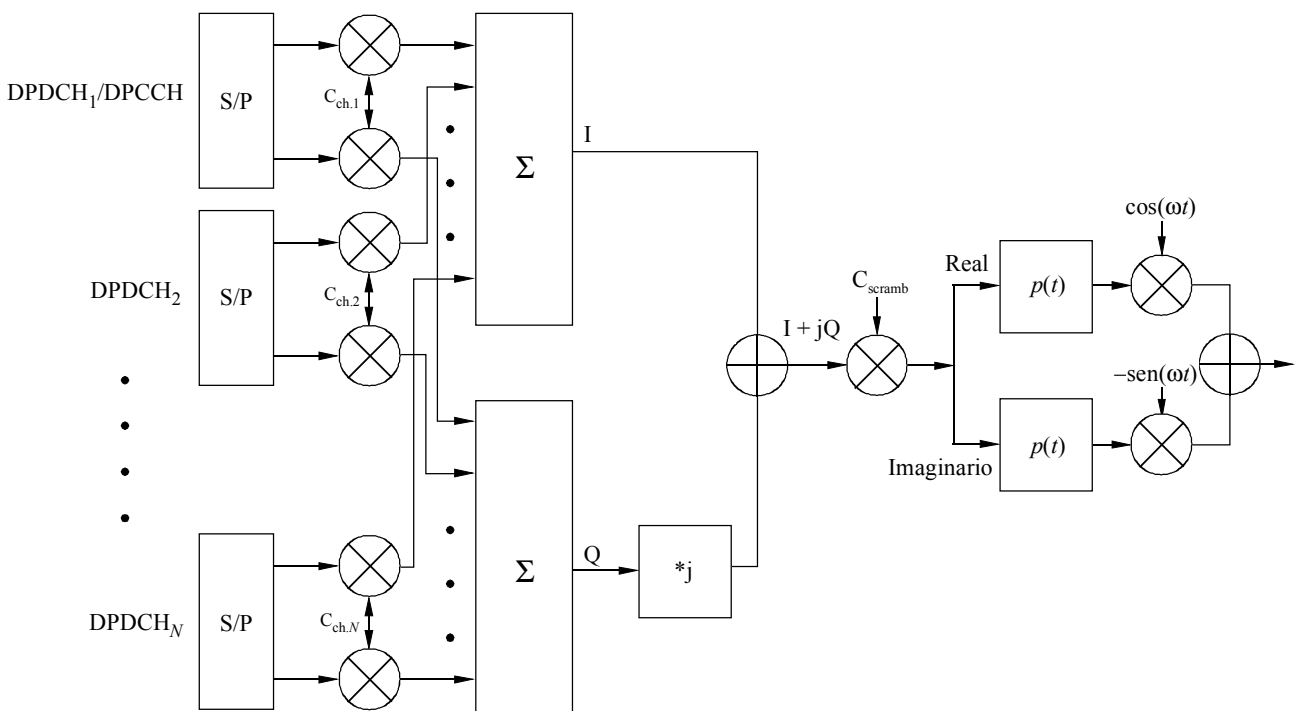 DPDCH1/DPCCH
S/P
Cch.1
Σ
I
DPDCH2
S/P
Cch.2
cos(ωt)
Real
p(t)
Cscramb
I + jQ
–sen(ωt)
Imaginario
p(t)
DPDCHN
S/P
Cch.N
Σ
Q
*j